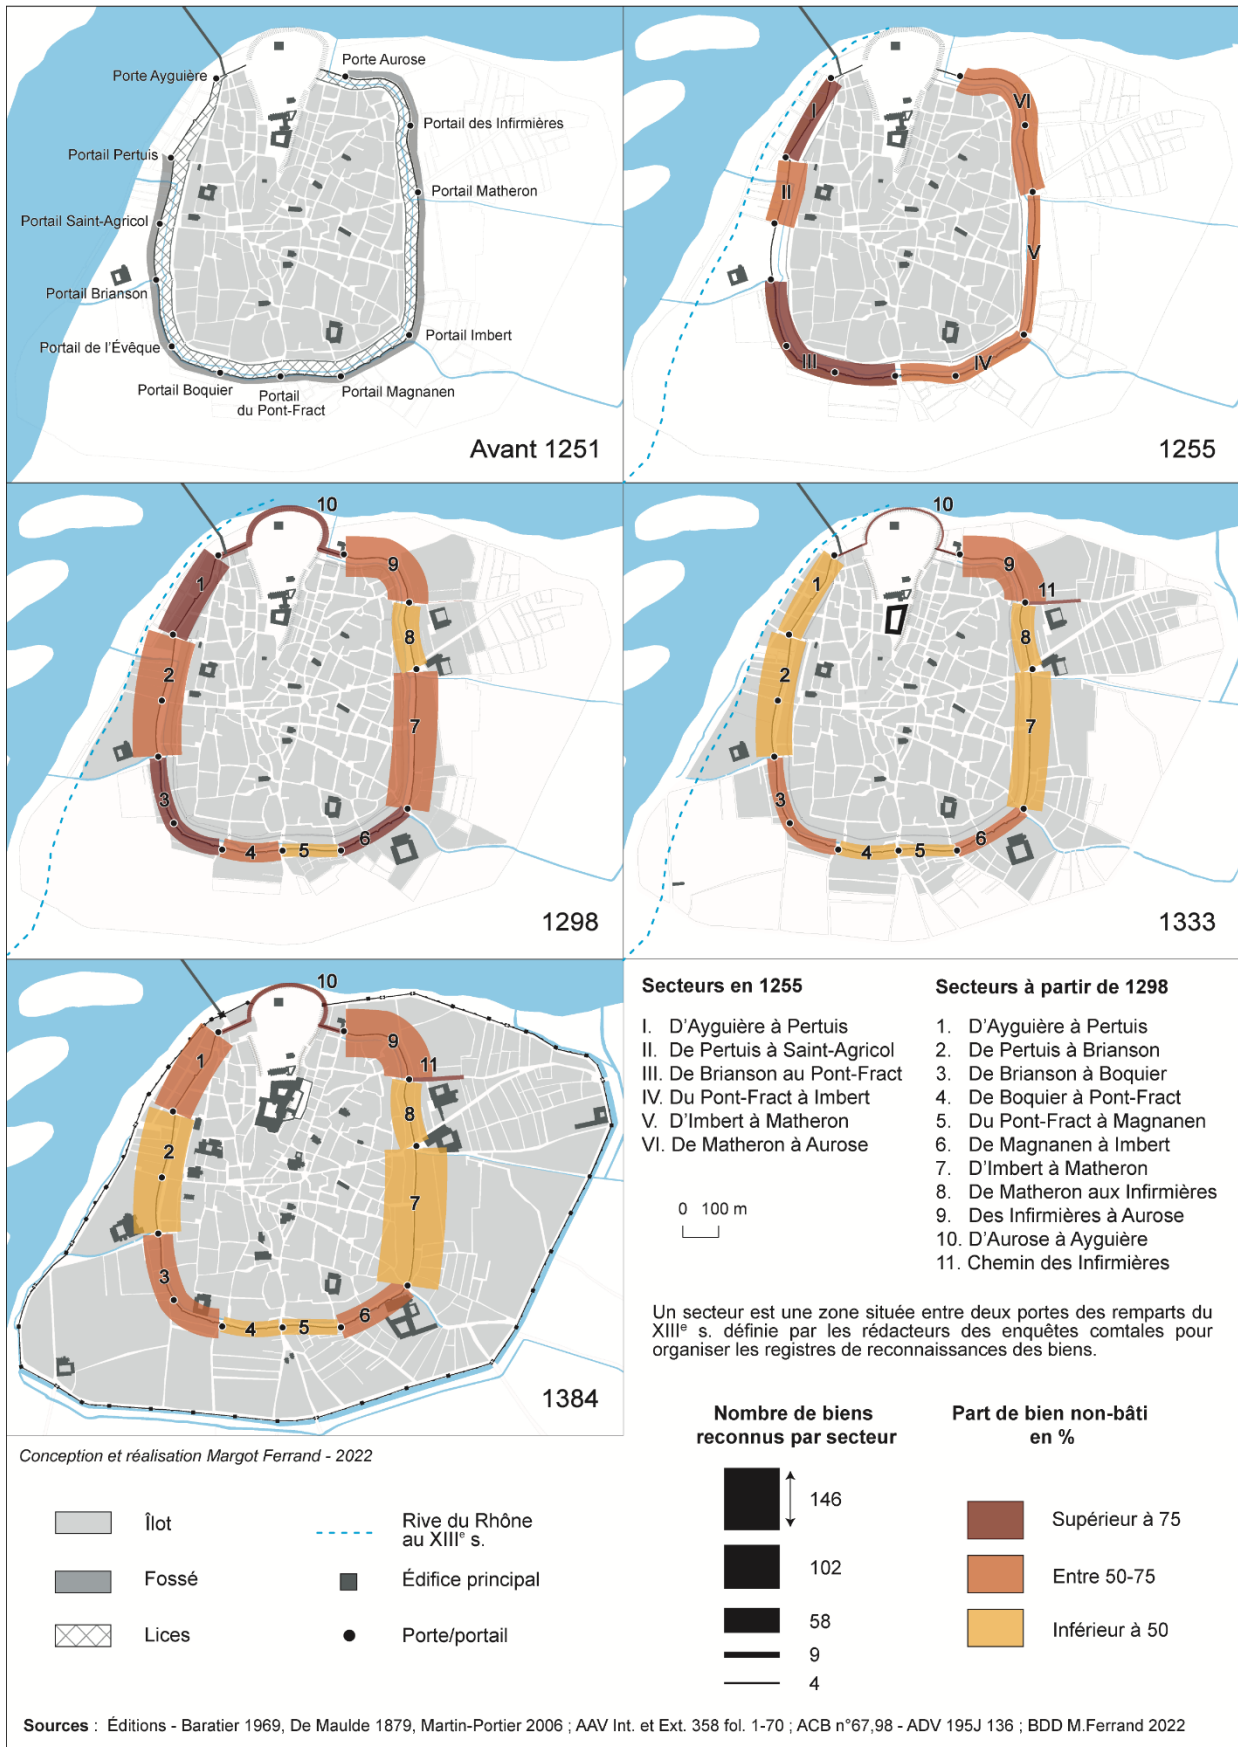 Porte Aurose
Porte Ayguière
Portail des Infirmières
Portail Pertuis
Portail Matheron
Portail Saint-Agricol
Portail Brianson
Portail Imbert
Portail de l'Évêque
Portail Boquier
Portail
du Pont-Fract
Portail Magnanen
Avant 1251
I
II
III
IV
V
VI
1255
10
1
2
3
4
5
6
7
8
9
1298
10
1
2
3
4
5
6
7
8
9
11
1333
10
1
2
3
4
5
6
7
8
9
11
1384
Secteurs en 1255
I. D'Ayguière à Pertuis
II. De Pertuis à Saint-Agricol
III. De Brianson au Pont-Fract
IV. Du Pont-Fract à Imbert
V. D'Imbert à Matheron
VI. De Matheron à Aurose
0 100 m
Secteurs à partir de 1298
1. D'Ayguière à Pertuis
2. De Pertuis à Brianson
3. De Brianson à Boquier
4. De Boquier à Pont-Fract
5. Du Pont-Fract à Magnanen
6. De Magnanen à Imbert
7. D'Imbert à Matheron
8. De Matheron aux Infirmières
9. Des Infirmières à Aurose
10. D'Aurose à Ayguière
11. Chemin des Infirmières
Un secteur est une zone située entre deux portes des remparts du
XIIIe s. définie par les rédacteurs des enquêtes comtales pour
organiser les registres de reconnaissances des biens.
Conception et réalisation Margot Ferrand - 2022
Îlot
Fossé
Lices
Rive du Rhône
au XIIIe s.
Édifice principal
Porte/portail
Nombre de biens
reconnus par secteur
146
102
58
9
4
Part de bien non-bâti
en %
Supérieur à 75
Entre 50-75
Inférieur à 50
Sources : Éditions - Baratier 1969, De Maulde 1879, Martin-Portier 2006 ; AAV Int. et Ext. 358 fol. 1-70 ; ACB n°67,98 - ADV 195J 136 ; BDD M.Ferrand 2022